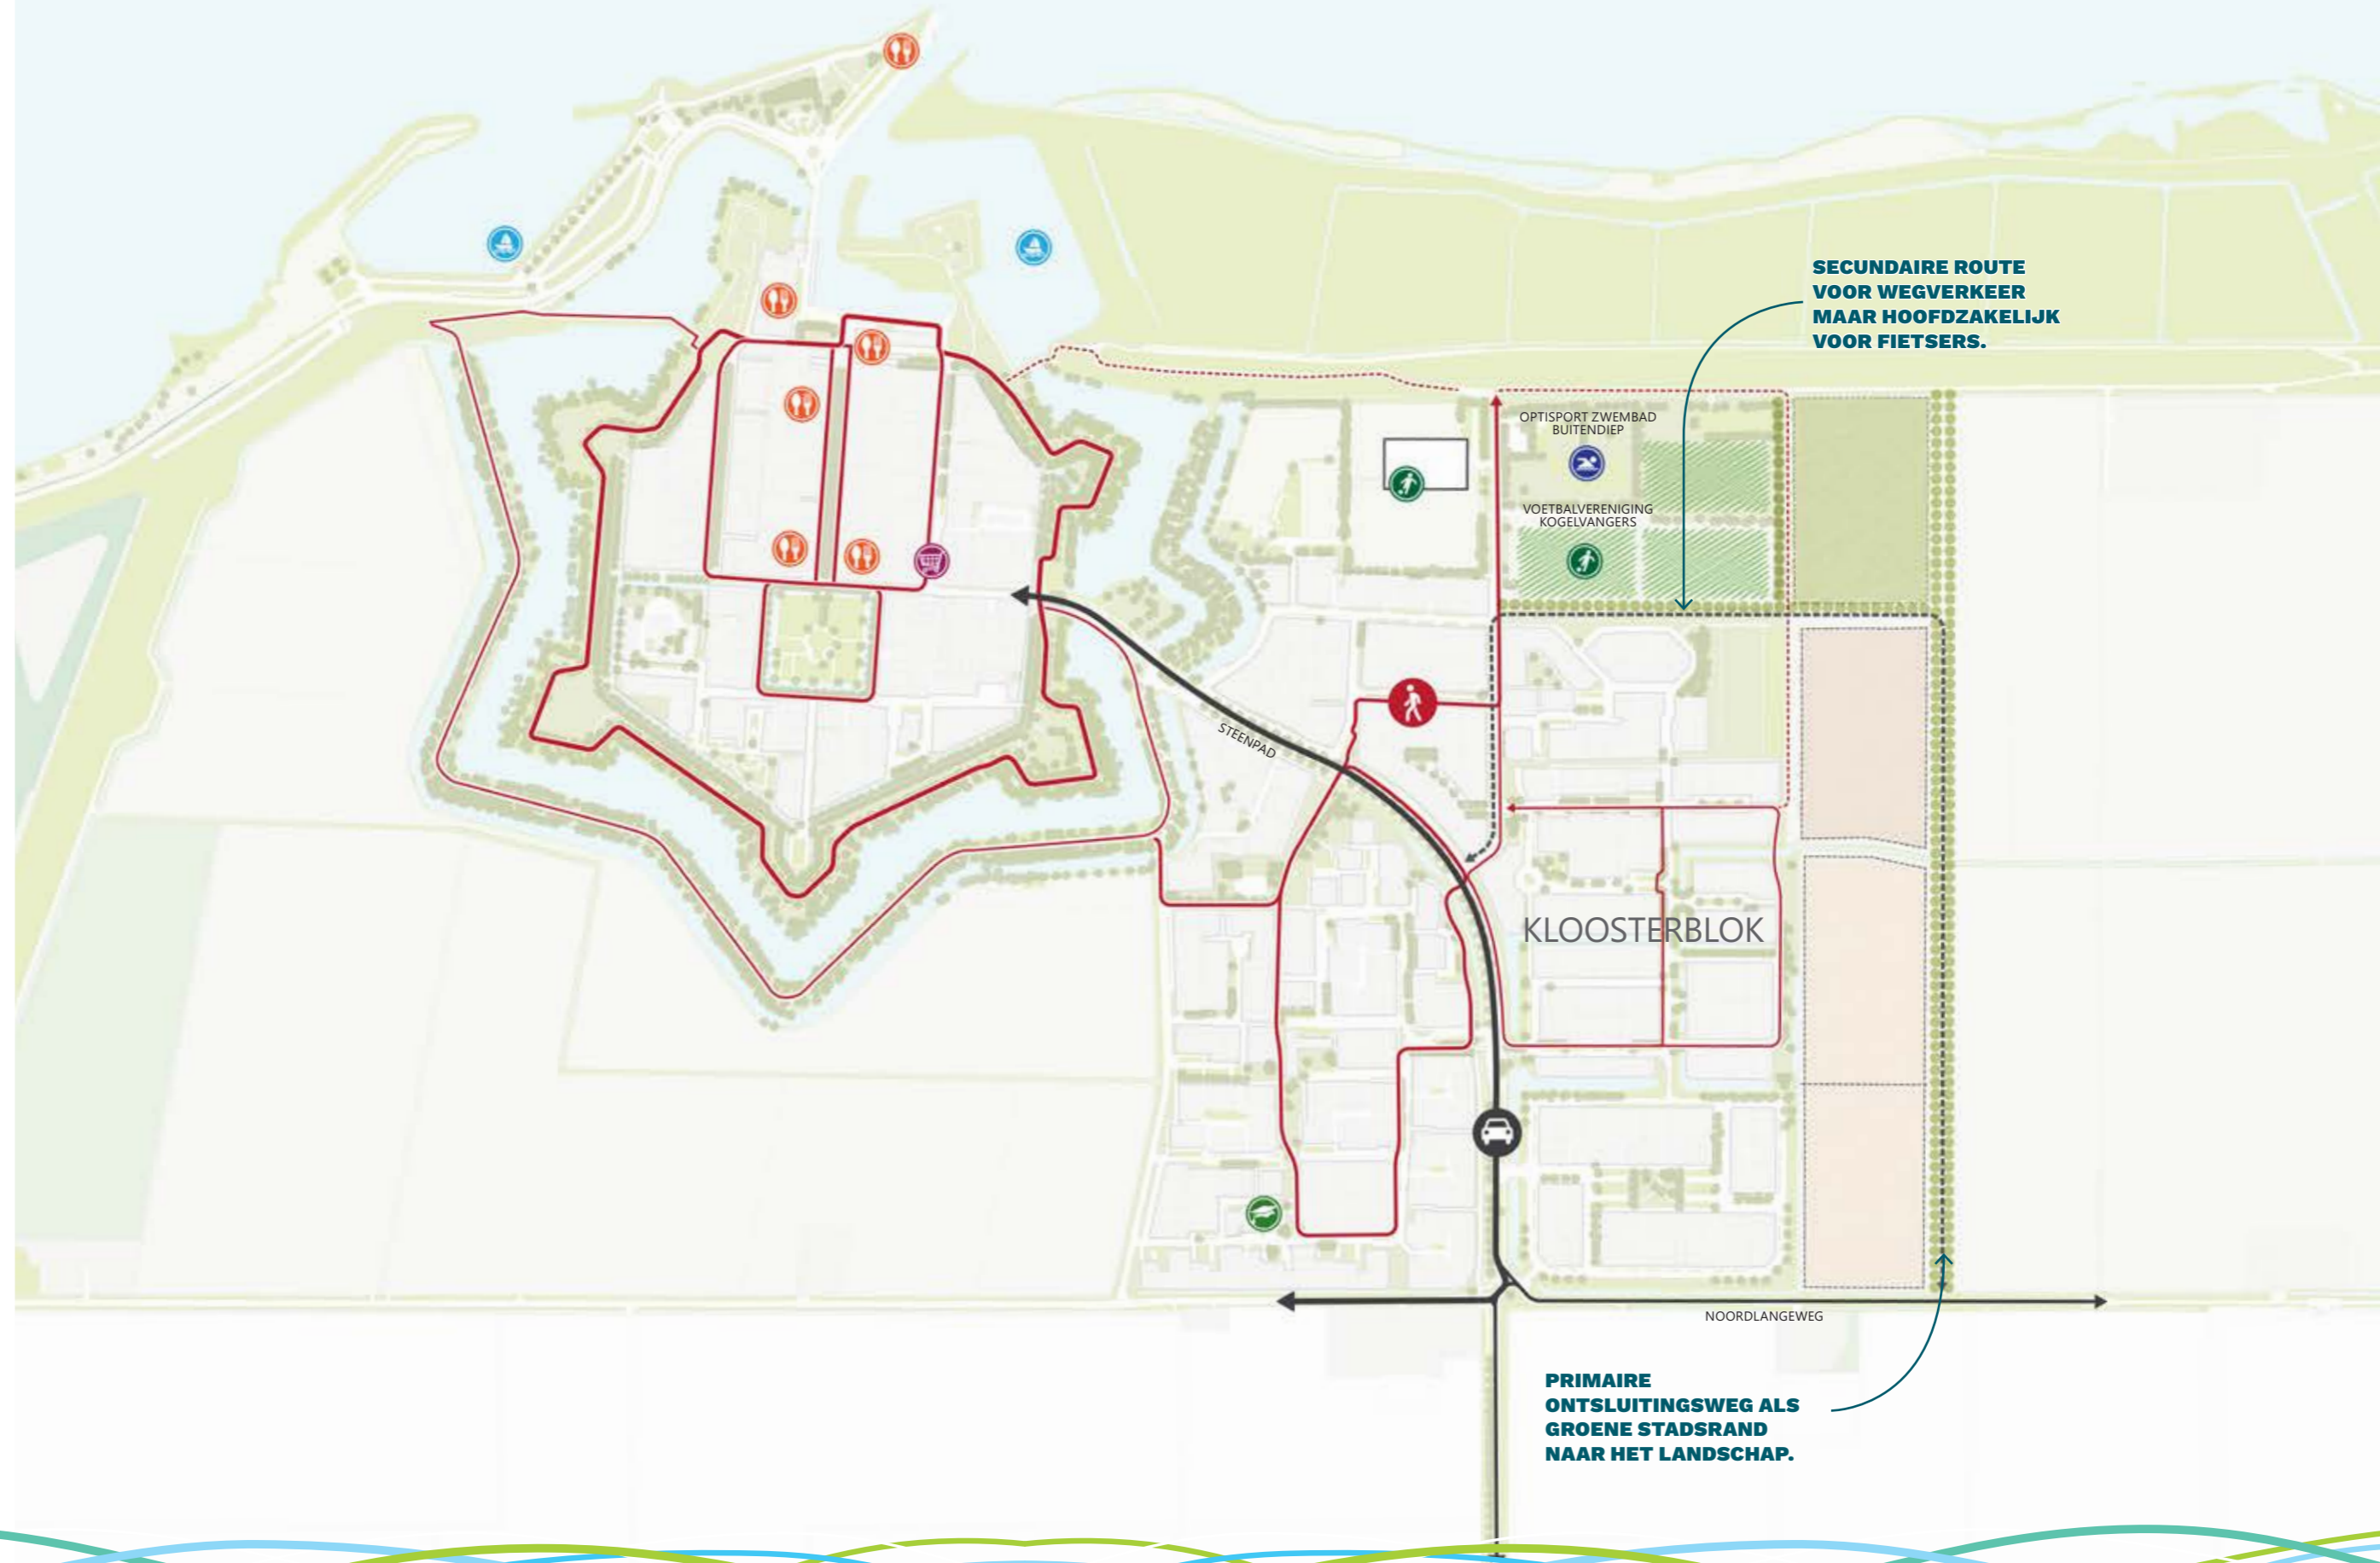 SECUNDAIRE ROUTE
VOOR WEGVERKEER
MAAR HOOFDZAKELIJK
VOOR FIETSERS.
OPTISPORT ZWEMBAD
BUITENDIEP
VOETBALVERENIGING
KOGELVANGERS
STEENPAD
KLOOSTERBLOK
NOORDLANGEWEG
PRIMAIRE
ONTSLUITINGSWEG ALS
GROENE STADSRAND
NAAR HET LANDSCHAP.